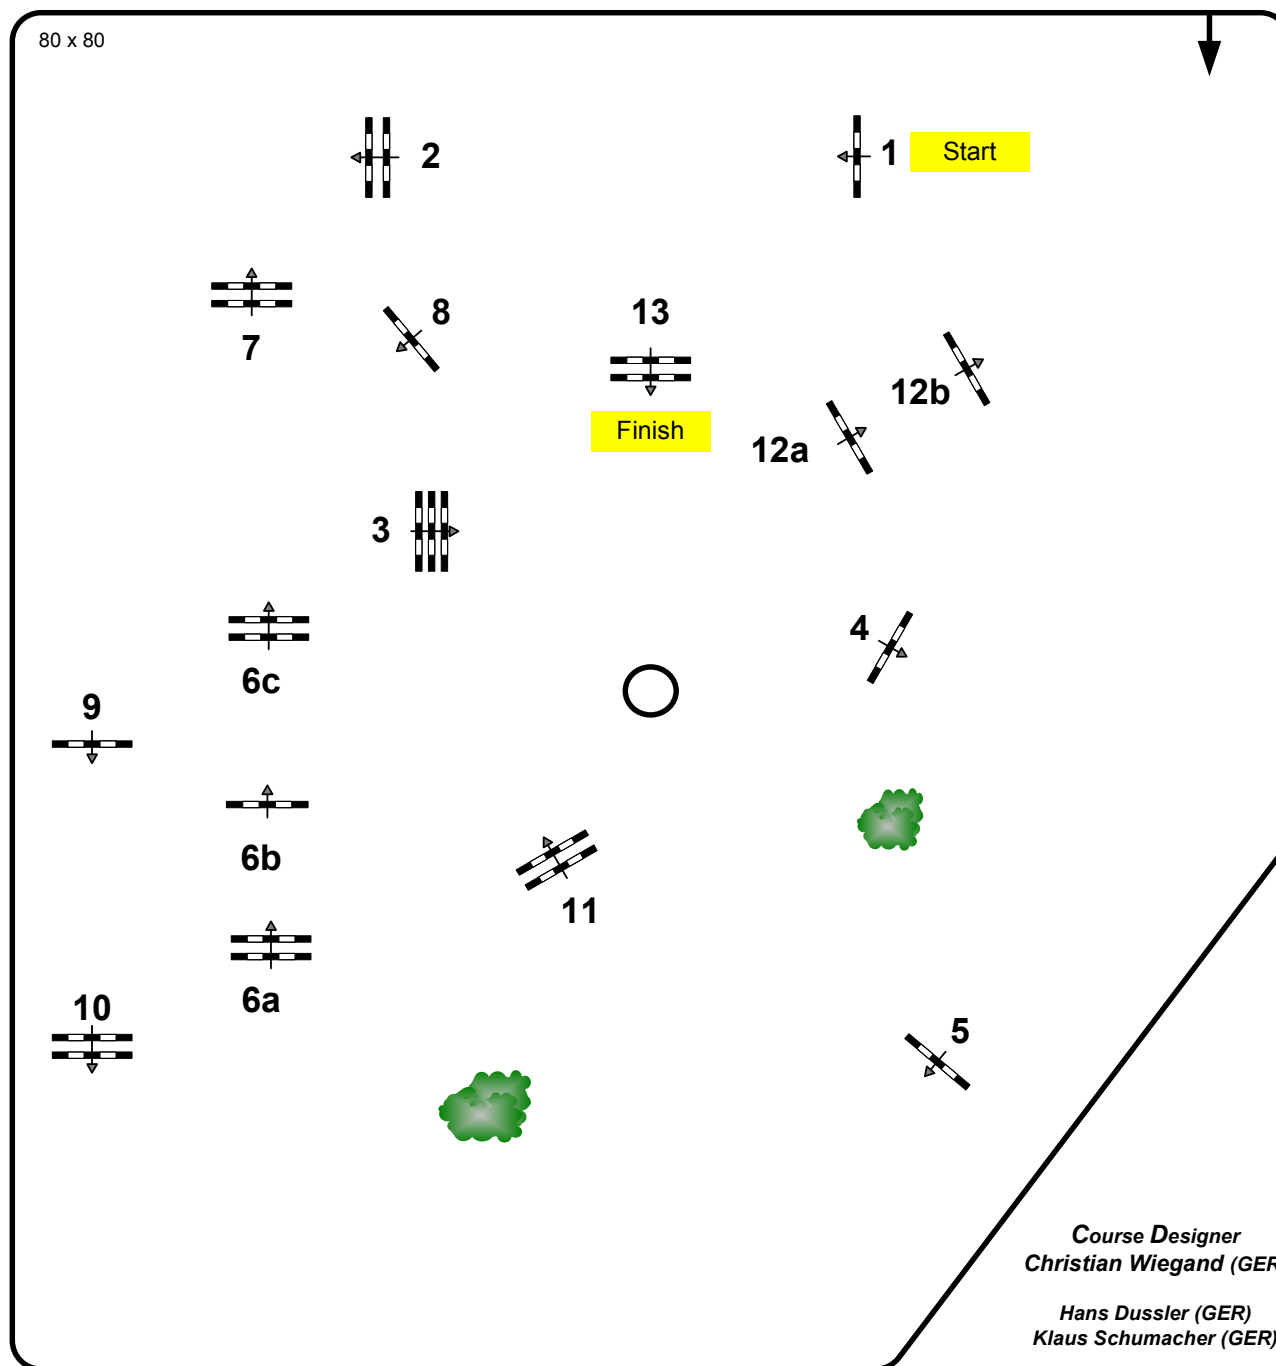 80 x 80
2
1 Start
8
13
7
12b
Finish
12a
3
4
6c
9
6b
11
6a
10
5
Course Designer
Christian Wiegand (GER
Hans Dussler (GER)
Klaus Schumacher (GER)